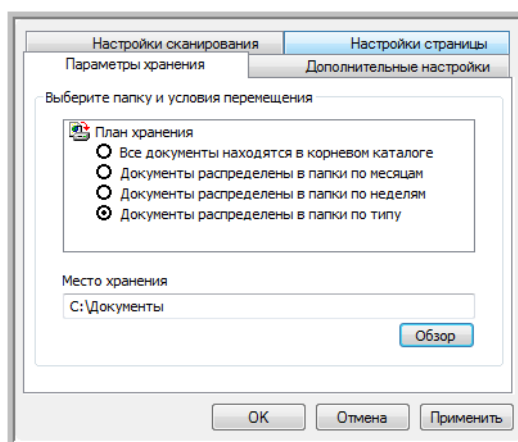 Настройки сканирования
Настройки страницы
Параметры хранения
Дополнительные настройки
Выберите папку и условия перемещения
План хранения
Все документы находятся в корневом каталоге
Документы распределены в папки по месяцам
Документы распределены в папки по неделям
Документы распределены в папки по типу
Место хранения
С:\Документы
Обзор
OK
Отмена
Применить